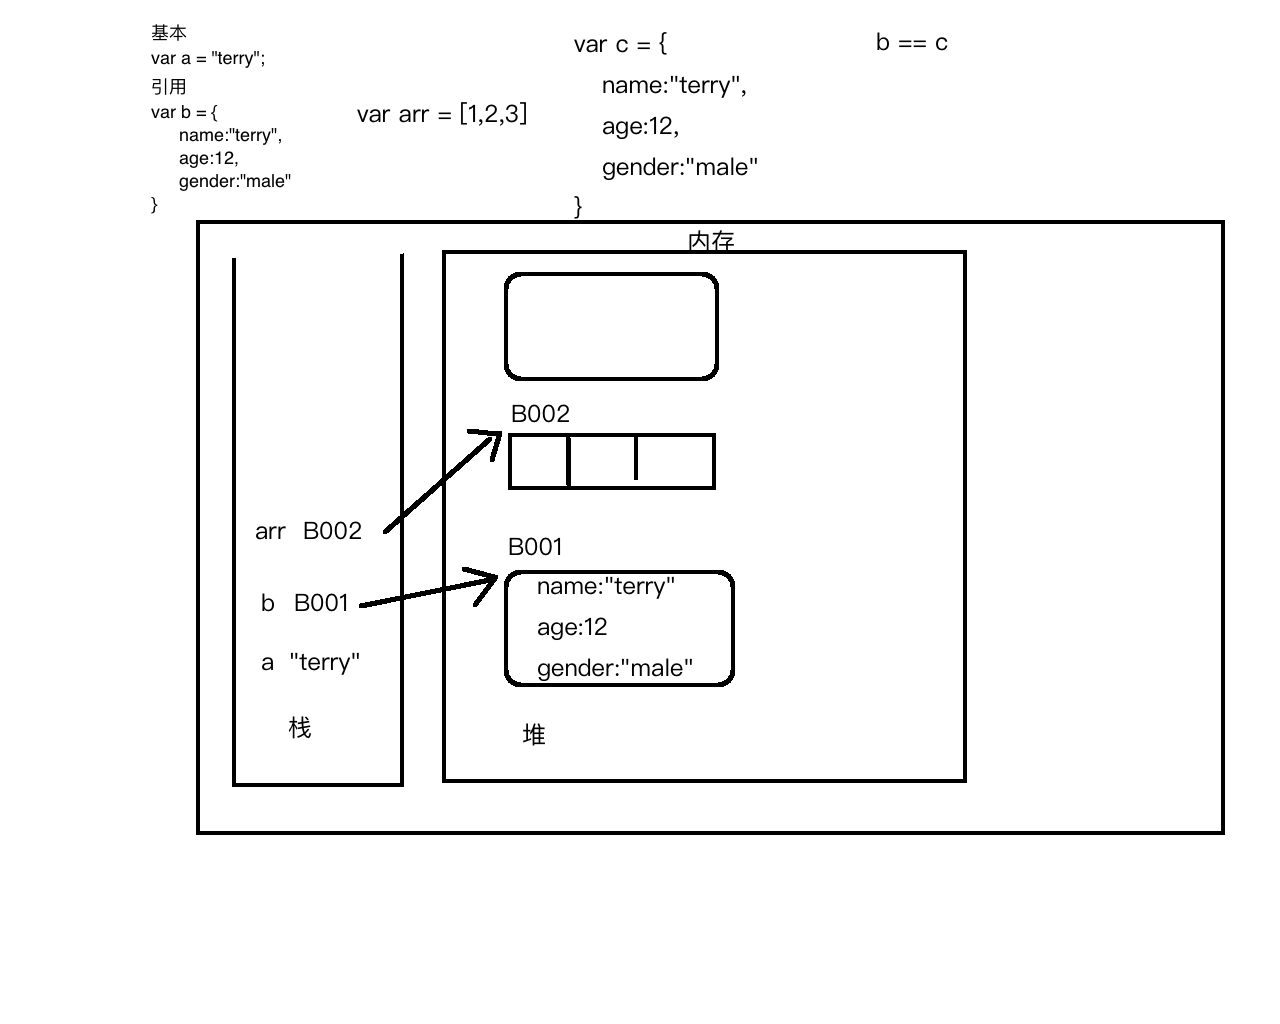 基本
var a = "terry";
引用
var b = {
name:"terry",
age:12,
gender:"male"
}
var arr = [1,2,3]
var c = {
name:"terry",
age:12,
gender:"male"
}
b == c
内存
B002
arr B002
B001
b B001
name:"terry"
age:12
gender:"male"
a "terry"
栈
堆